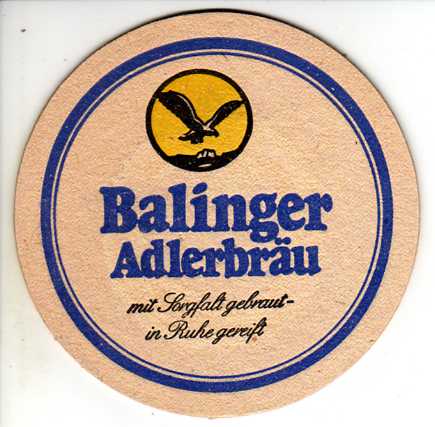 Balinger
Adlerbräu
mit Sorgfalt gebraut-
in Ruhe gereift